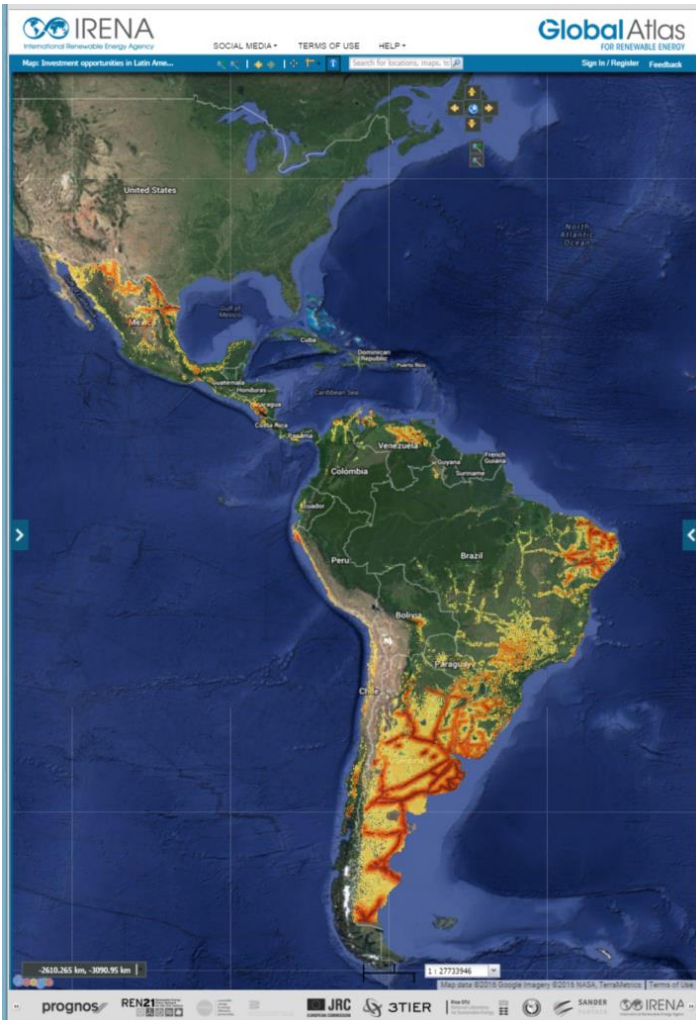 IRENA
International Renewable Energy Agency
SOCIAL MEDIA
TERMS OF USE
HELP
Global Atlas
FOR RENEWABLE ENERGY
Map: Investment opportunities in Latin Ame...
Search for locations, maps, to
Sign In / Register
Feedback
United States
North
Atlantic
Ocean
Gulf of
Mexico
Cuba
Dominican
Republic
Puerto Rico
Guatemala
Honduras
Caribbean Sea
Costa Rica
Panama
Venezuela
Guyana
French
Guiana
Suriname
Colombia
Ecuador
Peru
Brazil
Bolivia
Paraguay
-2610.265 km, -3090.95 km
1 : 27733946
Map data ©2016 Google Imagery ©2016 NASA, TerraMetrics
Terms of Use
prognos
REN21
JRC
EUROPEAN COMMISSION
3TIER
SANDER
IRENA